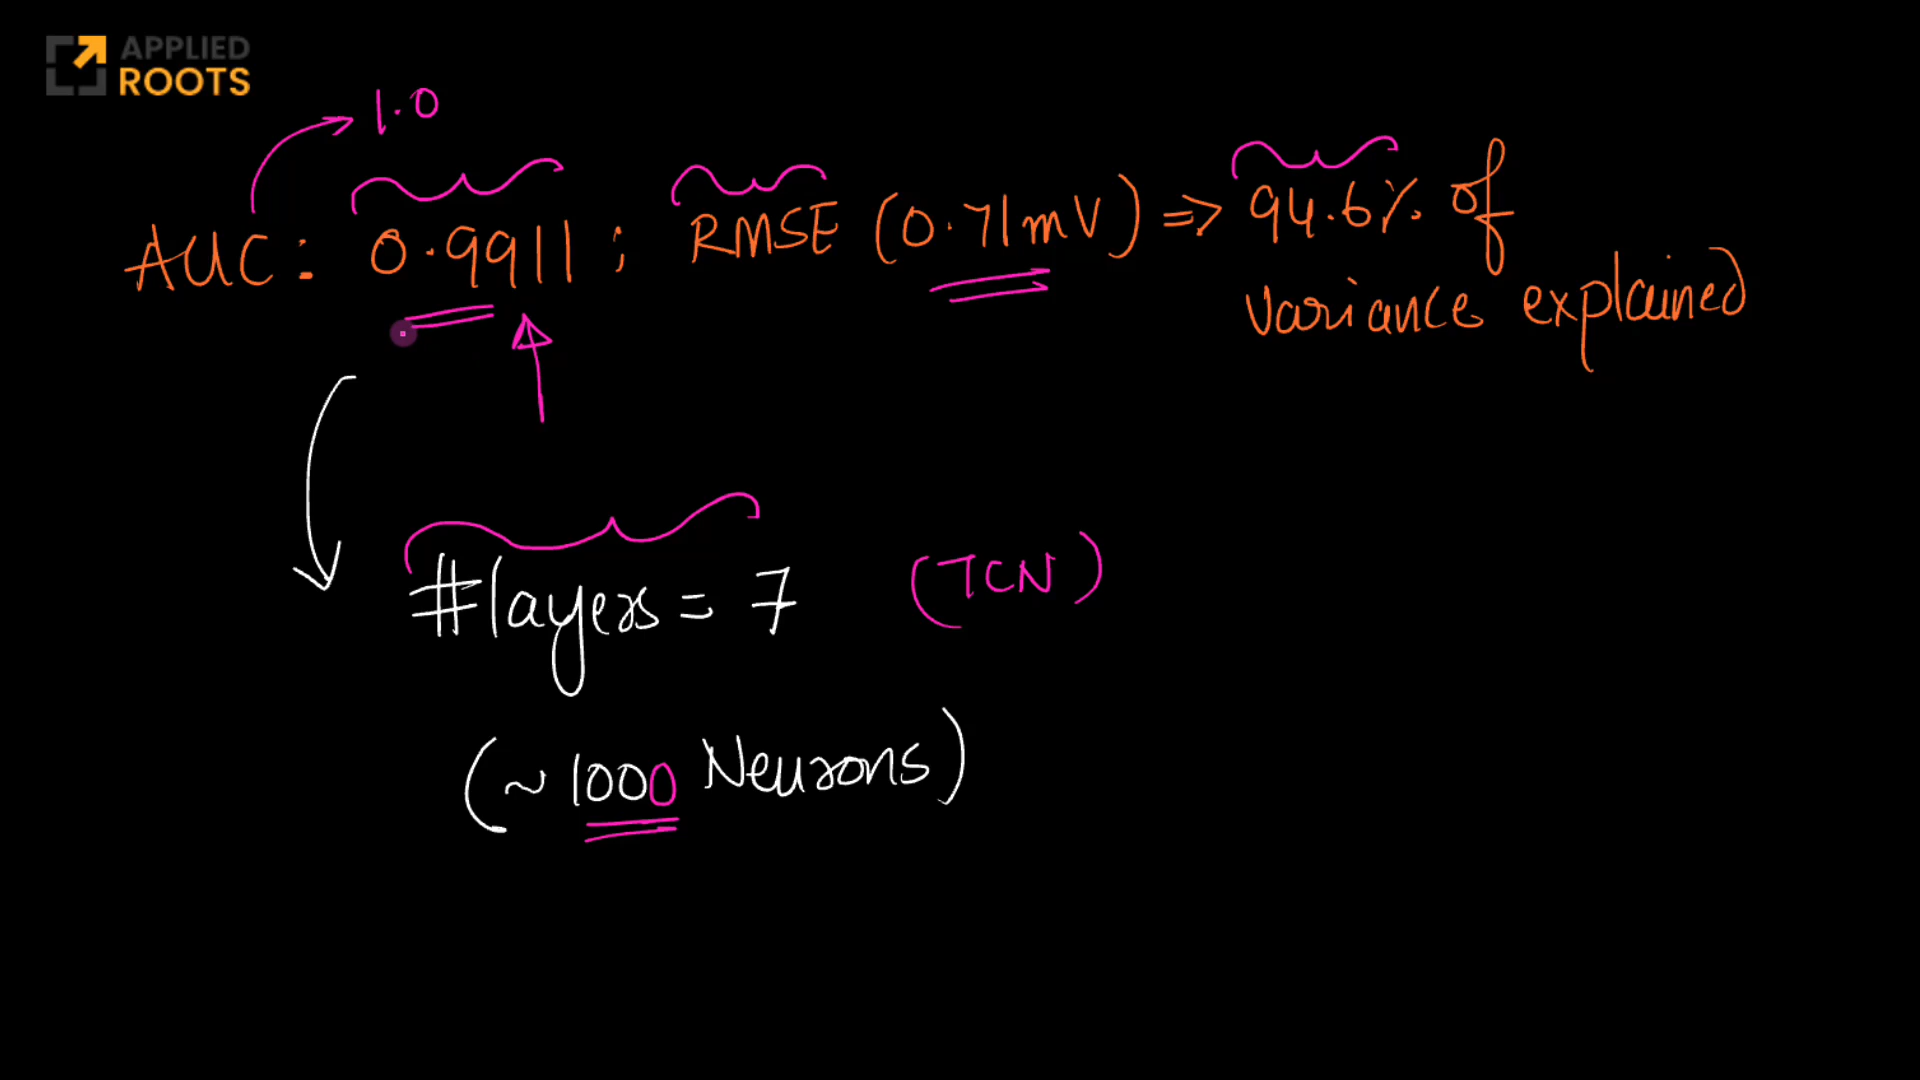 APPLIED
ROOTS
1.0
AUC: 0.9911; RMSE (0.71mV) => 94.6% of
variance explained
#layers = 7 (TCN)
(~1000 Neurons)